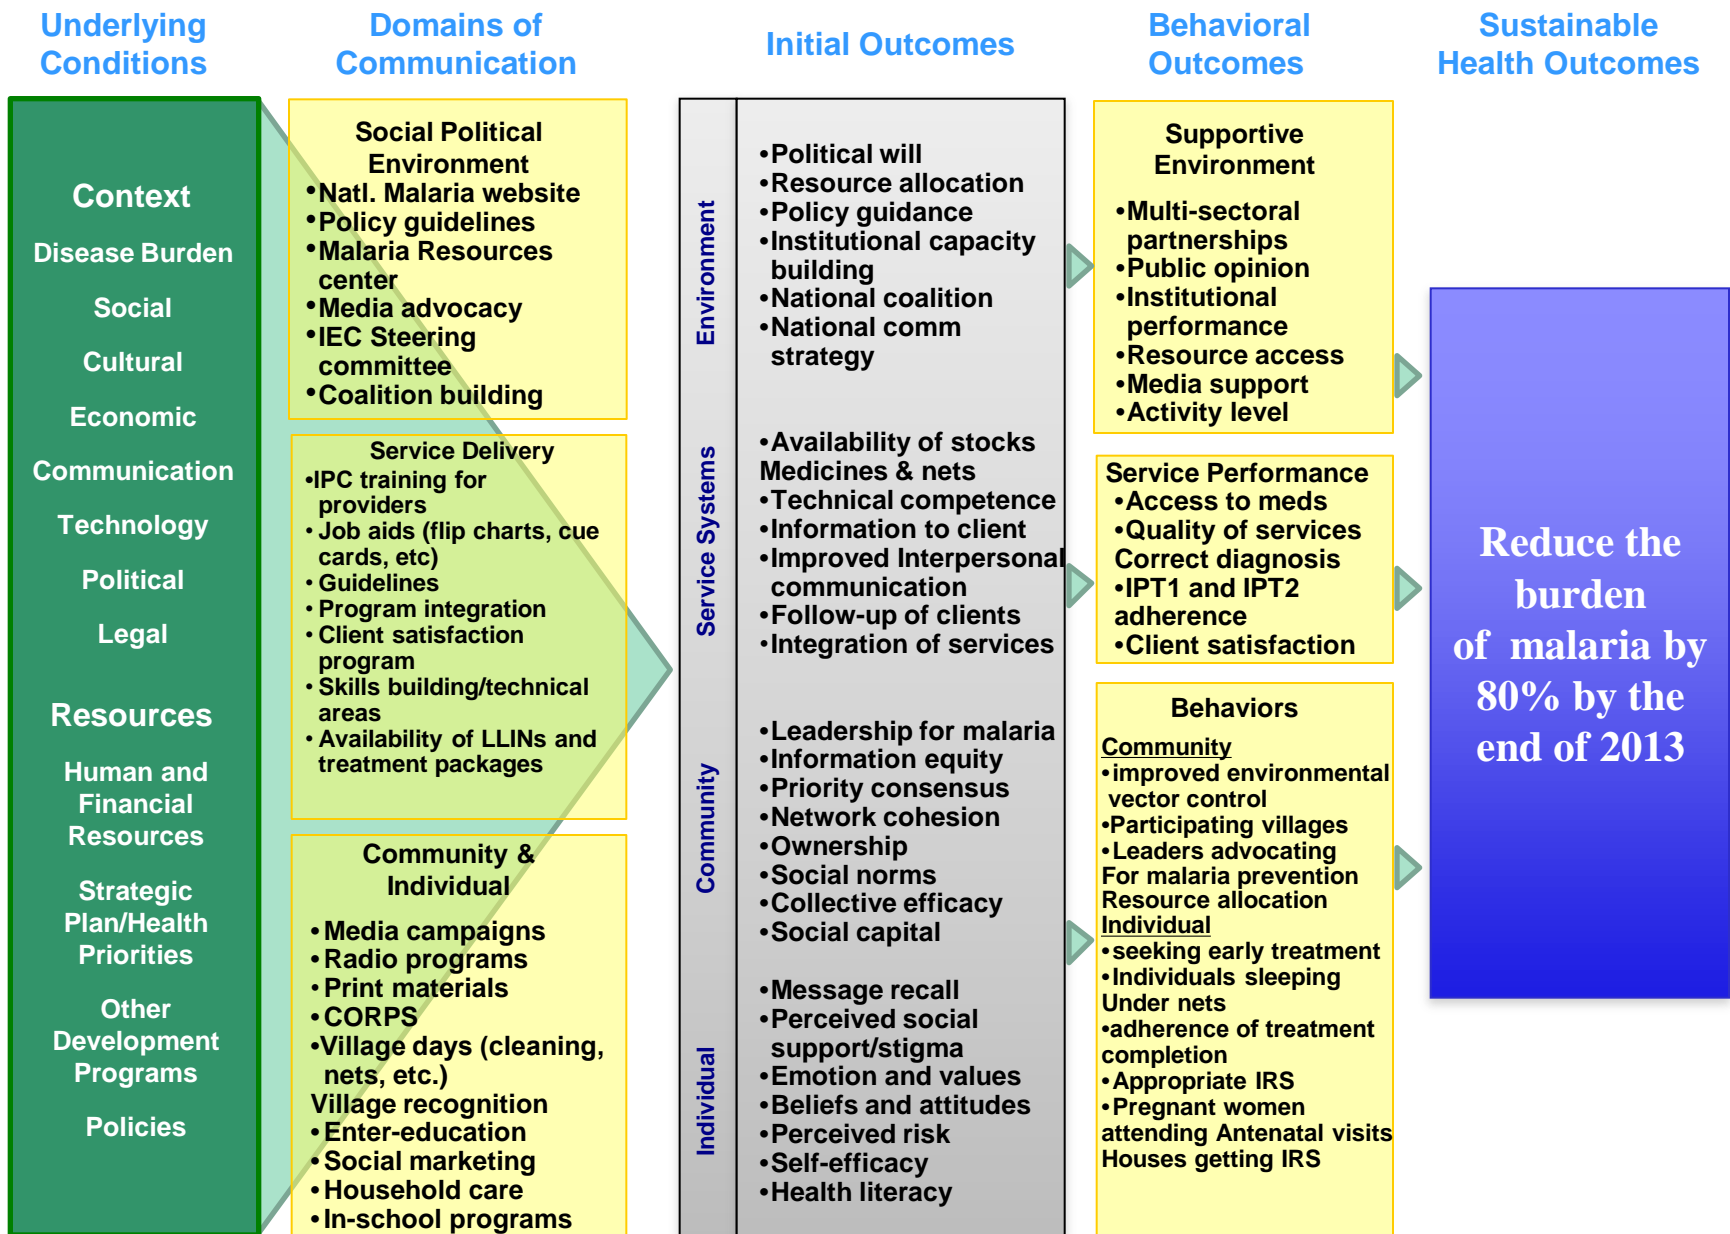 Underlying
Conditions
Domains of
Communication
Initial Outcomes
Behavioral
Outcomes
Sustainable
Health Outcomes
Context
Disease Burden
Social
Cultural
Economic
Communication
Technology
Political
Legal
Resources
Human and
Financial
Resources
Strategic
Plan/Health
Priorities
Other
Development
Programs
Policies
Social Political
Environment
•Natl. Malaria website
•Policy guidelines
•Malaria Resources
center
•Media advocacy
•IEC Steering
committee
•Coalition building
Service Delivery
•IPC training for
providers
• Job aids (flip charts, cue
cards, etc)
• Guidelines
• Program integration
• Client satisfaction
program
• Skills building/technical
areas
• Availability of LLINs and
treatment packages
Community &
Individual
• Media campaigns
• Radio programs
• Print materials
• CORPS
•Village days (cleaning,
nets, etc.)
Village recognition
• Enter-education
• Social marketing
• Household care
• In-school programs
Environment
•Political will
•Resource allocation
•Policy guidance
•Institutional capacity
building
•National coalition
•National comm
strategy
Service Systems
•Availability of stocks
Medicines & nets
•Technical competence
•Information to client
•Improved Interpersonal
communication
•Follow-up of clients
•Integration of services
Community
•Leadership for malaria
•Information equity
•Priority consensus
•Network cohesion
•Ownership
•Social norms
•Collective efficacy
•Social capital
Individual
•Message recall
•Perceived social
support/stigma
•Emotion and values
•Beliefs and attitudes
•Perceived risk
•Self-efficacy
•Health literacy
Supportive
Environment
•Multi-sectoral
partnerships
•Public opinion
•Institutional
performance
•Resource access
•Media support
•Activity level
Service Performance
•Access to meds
•Quality of services
Correct diagnosis
•IPT1 and IPT2
adherence
•Client satisfaction
Behaviors
Community
•improved environmental
vector control
•Participating villages
•Leaders advocating
For malaria prevention
Resource allocation
Individual
•seeking early treatment
•Individuals sleeping
Under nets
•adherence of treatment
completion
•Appropriate IRS
•Pregnant women
attending Antenatal visits
Houses getting IRS
Reduce the
burden
of malaria by
80% by the
end of 2013